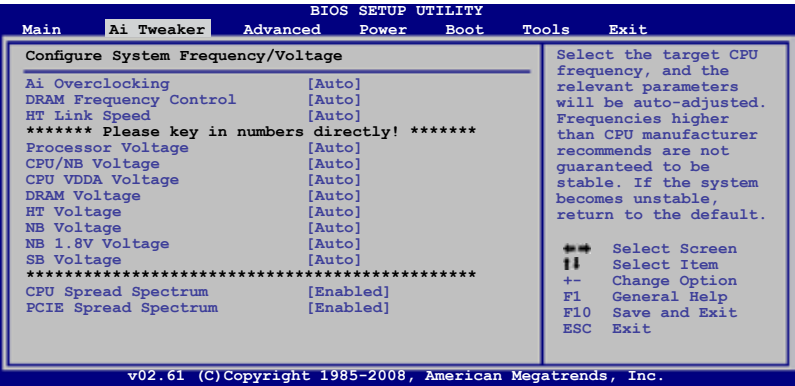 BIOS SETUP UTILITY
Main Ai Tweaker Advanced Power Boot Tools Exit
Configure System Frequency/Voltage
Ai Overclocking [Auto]
DRAM Frequency Control [Auto]
HT Link Speed [Auto]
******* Please key in numbers directly! *******
Processor Voltage [Auto]
CPU/NB Voltage [Auto]
CPU VDDA Voltage [Auto]
DRAM Voltage [Auto]
HT Voltage [Auto]
NB Voltage [Auto]
NB 1.8V Voltage [Auto]
SB Voltage [Auto]
***********************************************
CPU Spread Spectrum [Enabled]
PCIE Spread Spectrum [Enabled]
Select the target CPU
frequency, and the
relevant parameters
will be auto-adjusted.
Frequencies higher
than CPU manufacturer
recommends are not
guaranteed to be
stable. If the system
becomes unstable,
return to the default.
Select Screen
Select Item
+- Change Option
F1 General Help
F10 Save and Exit
ESC Exit
v02.61 (C)Copyright 1985-2008, American Megatrends, Inc.